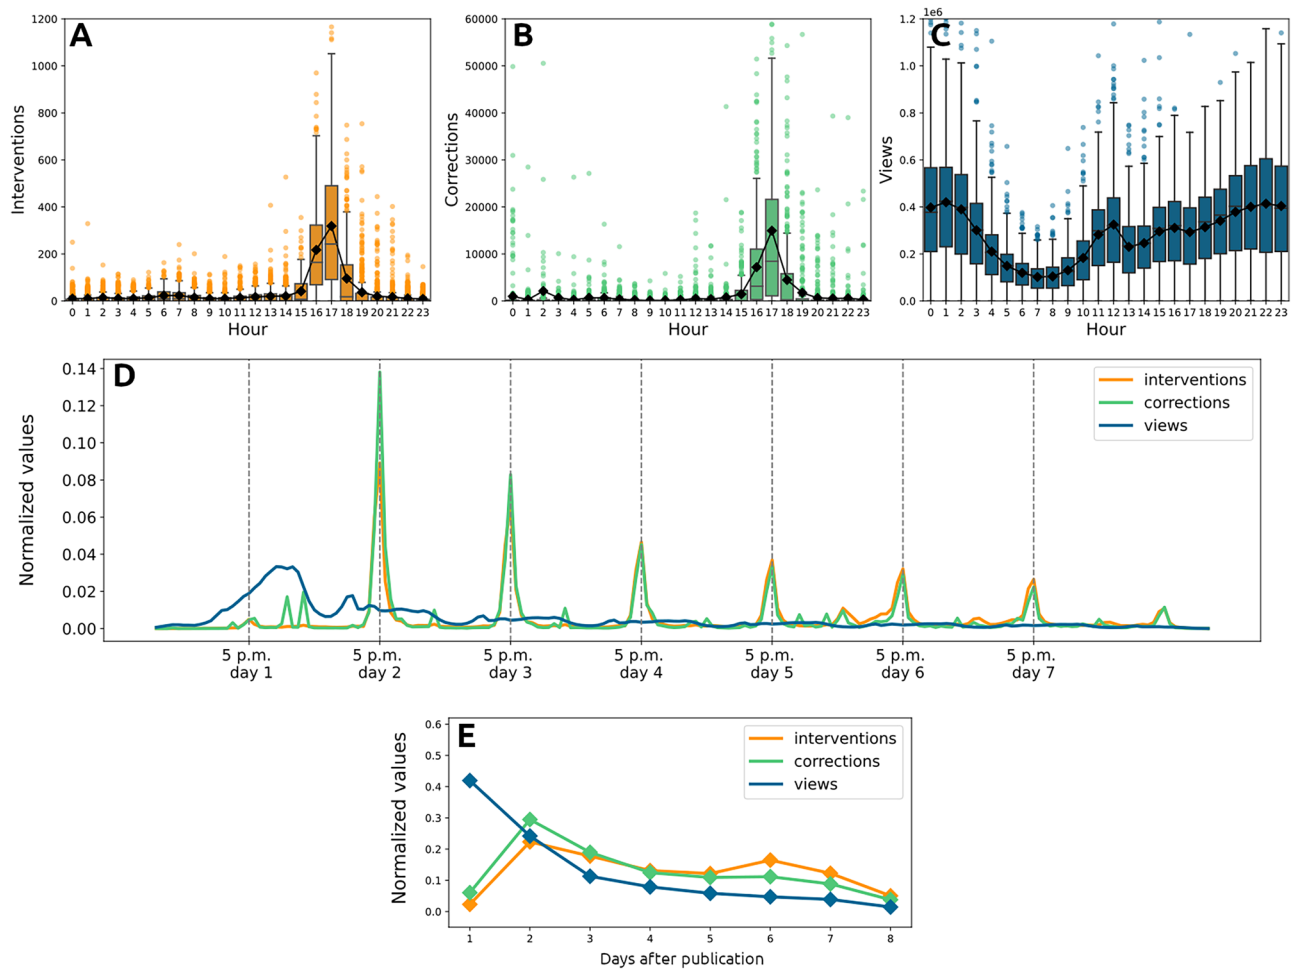 A
1200
1000
800
600
400
200
0
Interventions
0 1 2 3 4 5 6 7 8 9 10 11 12 13 14 15 16 17 18 19 20 21 22 23
Hour
B
60000
50000
40000
30000
20000
10000
0
Corrections
0 1 2 3 4 5 6 7 8 9 10 11 12 13 14 15 16 17 18 19 20 21 22 23
Hour
1e6
C
1.2
1.0
0.8
0.6
0.4
0.2
0.0
Views
0 1 2 3 4 5 6 7 8 9 10 11 12 13 14 15 16 17 18 19 20 21 22 23
Hour
D
0.14
0.12
0.10
0.08
0.06
0.04
0.02
0.00
Normalized values
interventions
corrections
views
5 p.m. 5 p.m. 5 p.m. 5 p.m. 5 p.m. 5 p.m. 5 p.m.
day 1 day 2 day 3 day 4 day 5 day 6 day 7
E
0.6
0.5
0.4
0.3
0.2
0.1
0.0
Normalized values
interventions
corrections
views
1 2 3 4 5 6 7 8
Days after publication